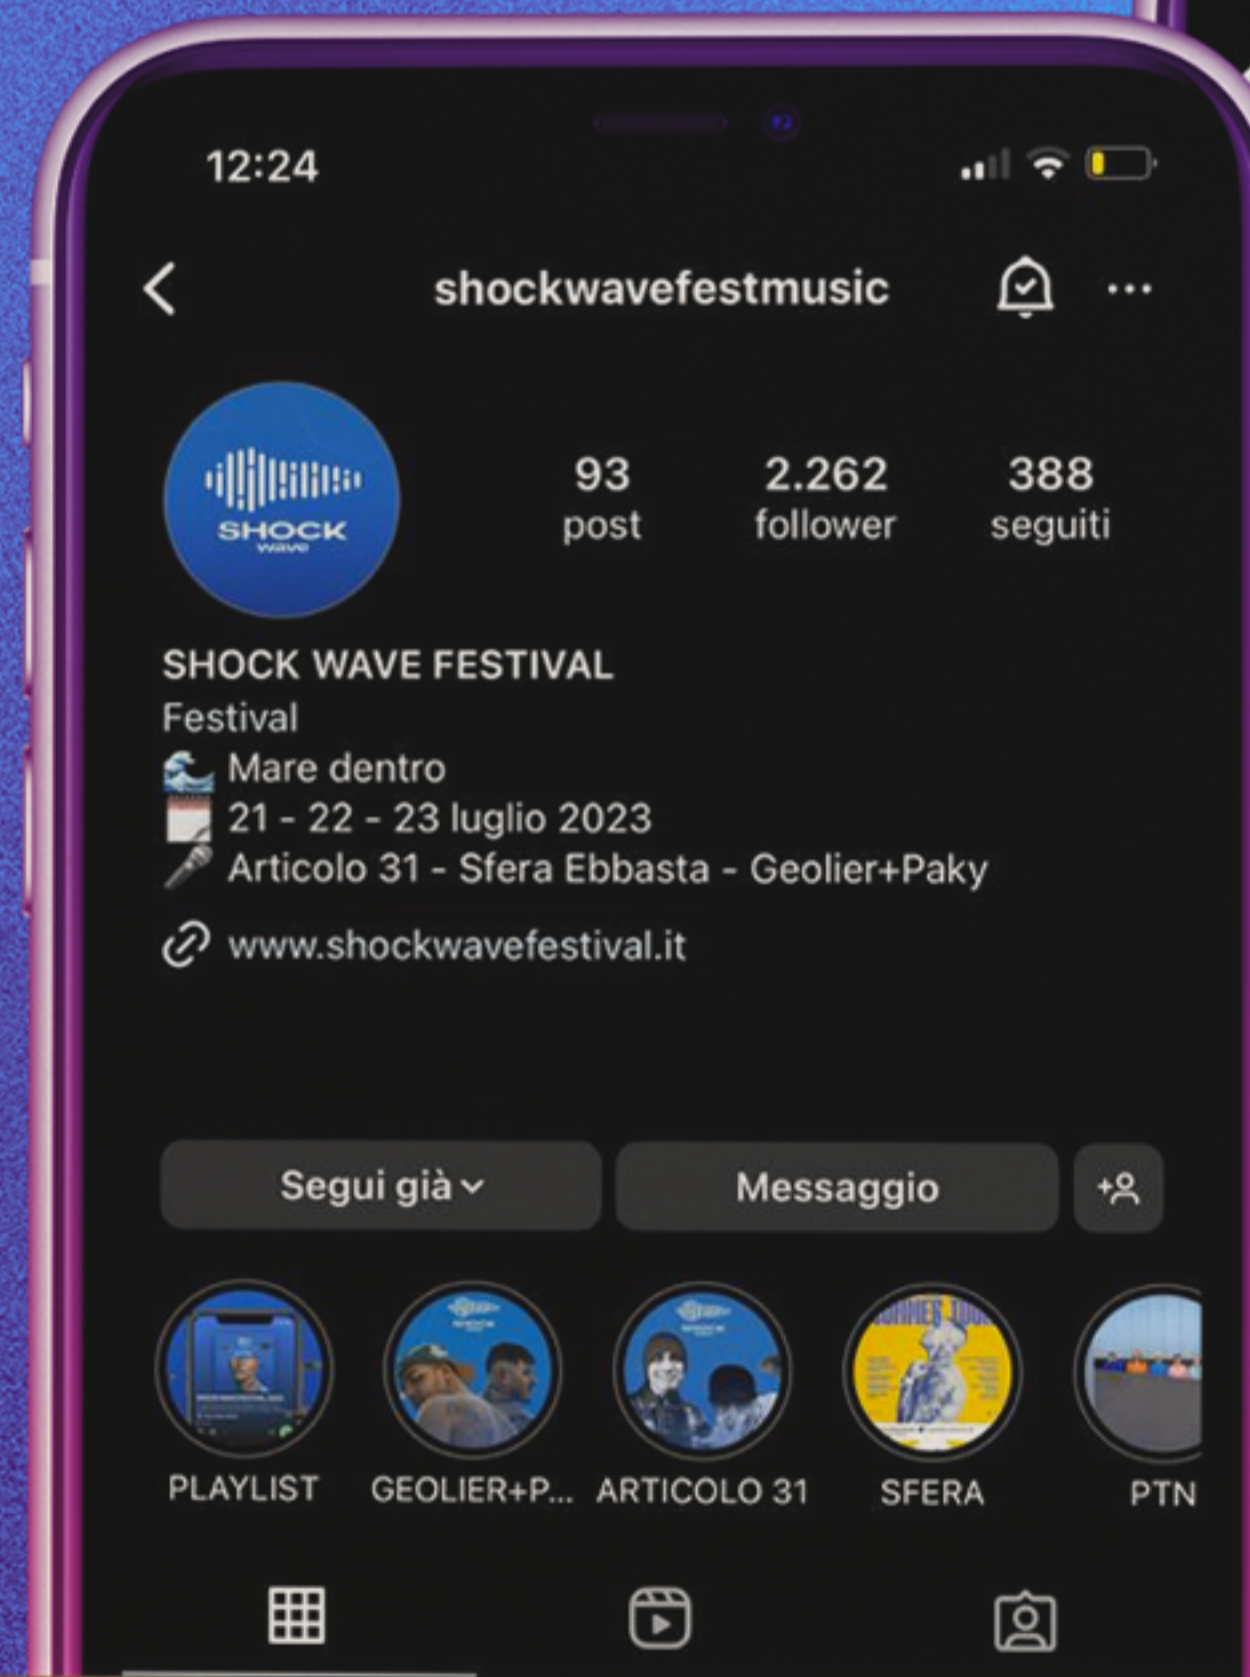 12:24
shockwavefestmusic
SHOCK
wave
93
2.262
388
post
follower
seguiti
SHOCK WAVE FESTIVAL
Festival
Mare dentro
21 - 22 - 23 luglio 2023
Articolo 31 - Sfera Ebbasta - Geolier+Paky
www.shockwavefestival.it
Segui già
Messaggio
PLAYLIST
GEOLIER+P...
ARTICOLO 31
SFERA
PTN